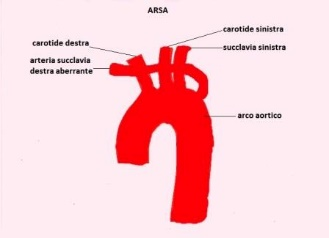 ARSA
carotide sinistra
carotide destra
succlavia sinistra
arteria succlavia
destra aberrante
arco aortico